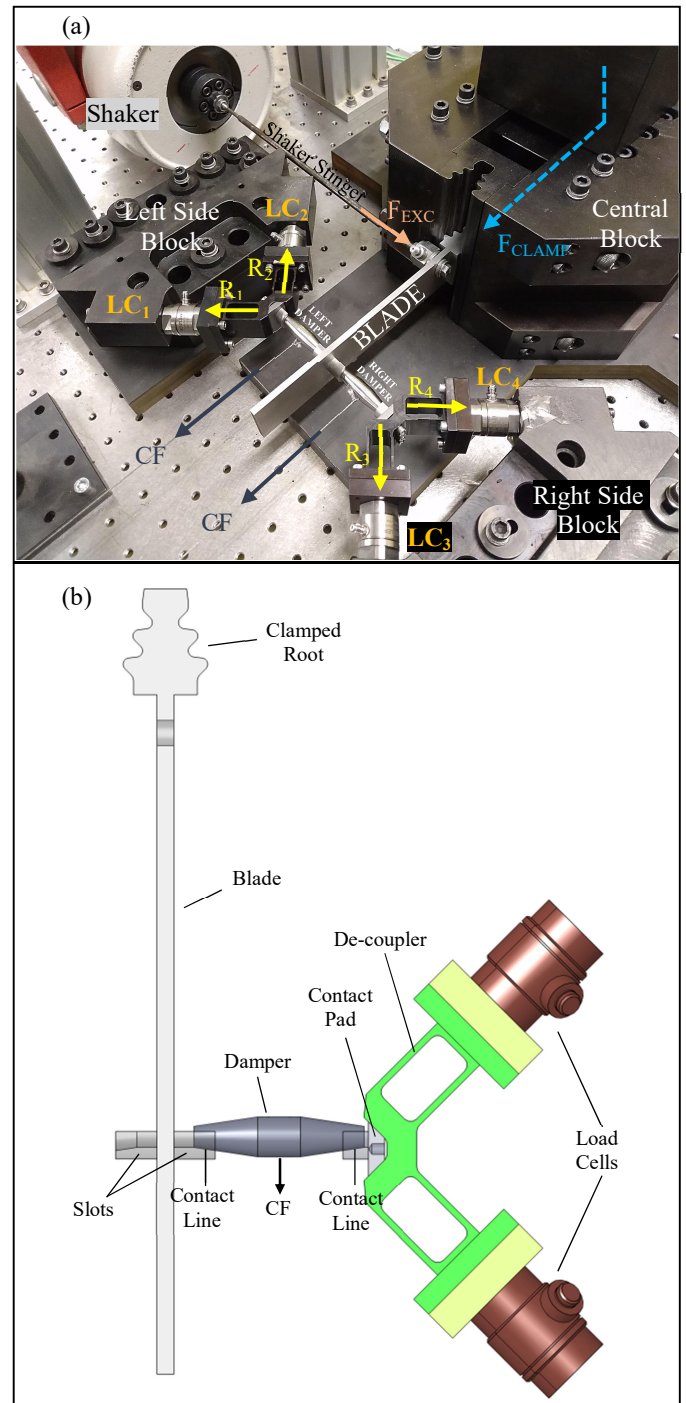 (a)
Shaker
Shaker Stinger
F_EXC
Left Side
Block
LC₂
Central
Block
F_CLAMP
R₂
LC₁
R₁
BLADE
LEFT
DAMPER
RIGHT
DAMPER
R₄
LC₄
CF
R₃
CF
Right Side
Block
LC₃
(b)
Clamped
Root
Blade
De-coupler
Contact
Pad
Damper
Load
Cells
Slots
Contact
Line
CF
Contact
Line